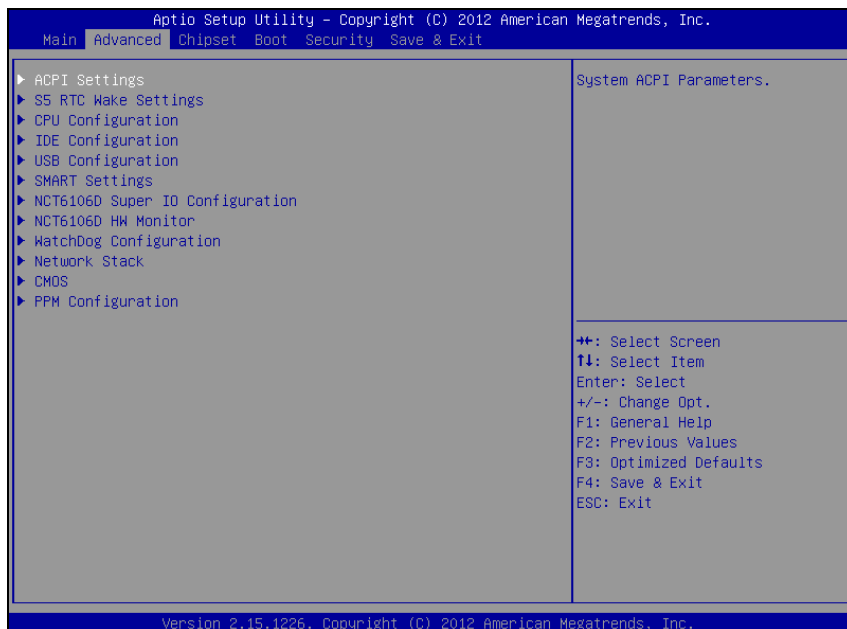 Aptio Setup Utility – Copyright (C) 2012 American Megatrends, Inc.
Main Advanced Chipset Boot Security Save & Exit
ACPI Settings
S5 RTC Wake Settings
CPU Configuration
IDE Configuration
USB Configuration
SMART Settings
NCT6106D Super IO Configuration
NCT6106D HW Monitor
WatchDog Configuration
Network Stack
CMOS
PPM Configuration
System ACPI Parameters.
→←: Select Screen
↑↓: Select Item
Enter: Select
+/-: Change Opt.
F1: General Help
F2: Previous Values
F3: Optimized Defaults
F4: Save & Exit
ESC: Exit
Version 2.15.1226. Copyright (C) 2012 American Megatrends, Inc.